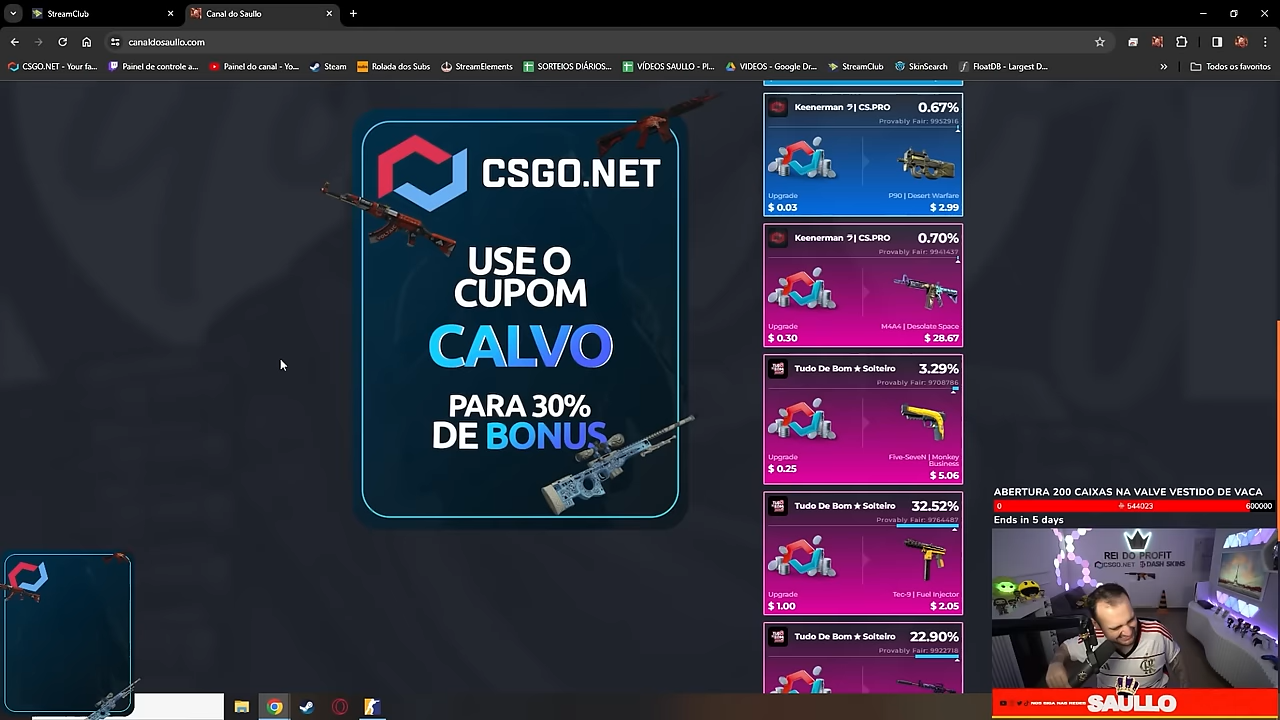 StreamClub
Canal do Saullo
canaldosaullo.com
CSGO.NET - Your fa...
Painel de controle a...
Painel do canal - Yo...
Steam
Rolada dos Subs
StreamElements
SORTEIOS DIÁRIOS...
VÍDEOS SAULLO - Pl...
VIDEOS - Google Dr...
StreamClub
SkinSearch
FloatDB - Largest D...
Todos os favoritos
CSGO.NET
USE O
CUPOM
CALVO
PARA 30%
DE BONUS
Keenerman
CS.PRO
0.67%
Provably Fair: 9952916
Upgrade
P90 | Desert Warfare
$ 0.03
$ 2.99
Keenerman
CS.PRO
0.70%
Provably Fair: 9941437
Upgrade
M4A4 | Desolate Space
$ 0.30
$ 28.67
Tudo De Bom ★ Solteiro
3.29%
Provably Fair: 9708786
Upgrade
Five-SeveN | Monkey
Business
$ 0.25
$ 5.06
Tudo De Bom ★ Solteiro
32.52%
Provably Fair: 9764487
Upgrade
Tec-9 | Fuel Injector
$ 1.00
$ 2.05
Tudo De Bom ★ Solteiro
22.90%
Provably Fair: 9922718
ABERTURA 200 CAIXAS NA VALVE VESTIDO DE VACA
0
544023
600000
Ends in 5 days
REI DO PROFIT
CSGO.NET
DASH SKINS
NOS SIGA NAS REDES
SAULLO